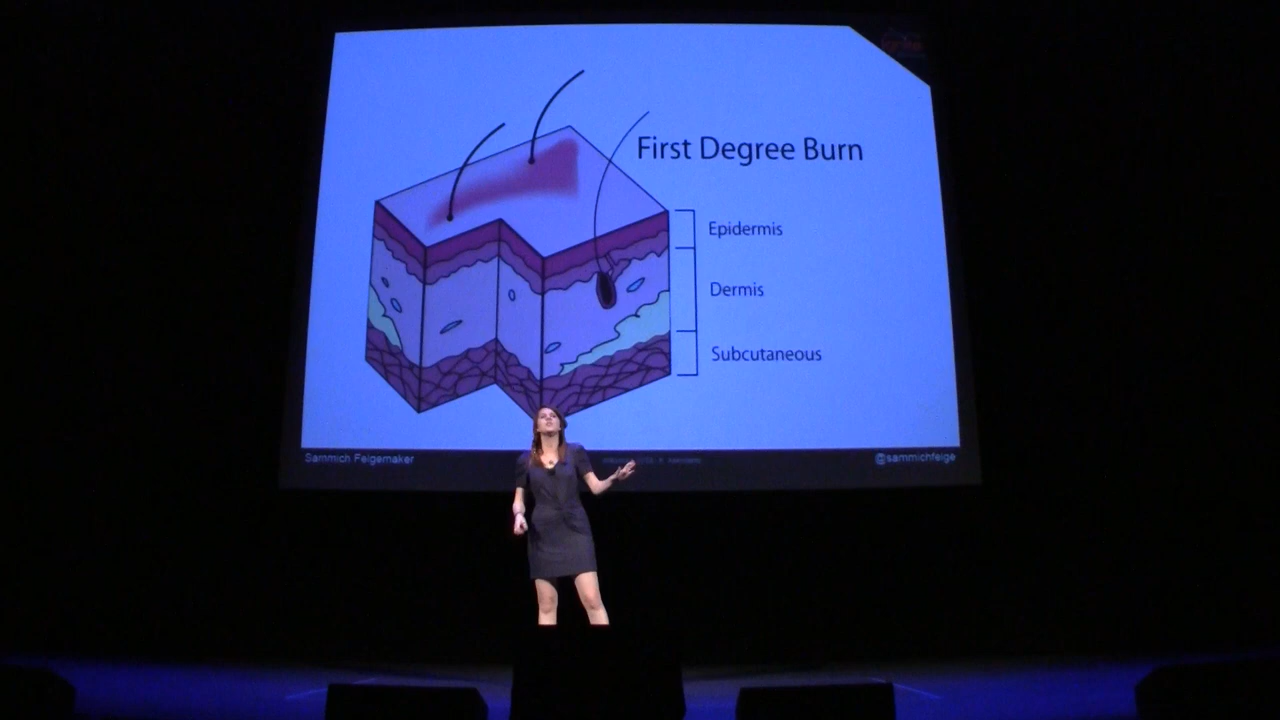 First Degree Burn
Epidermis
Dermis
Subcutaneous
Sammich Feigemaker
@sammichfeige